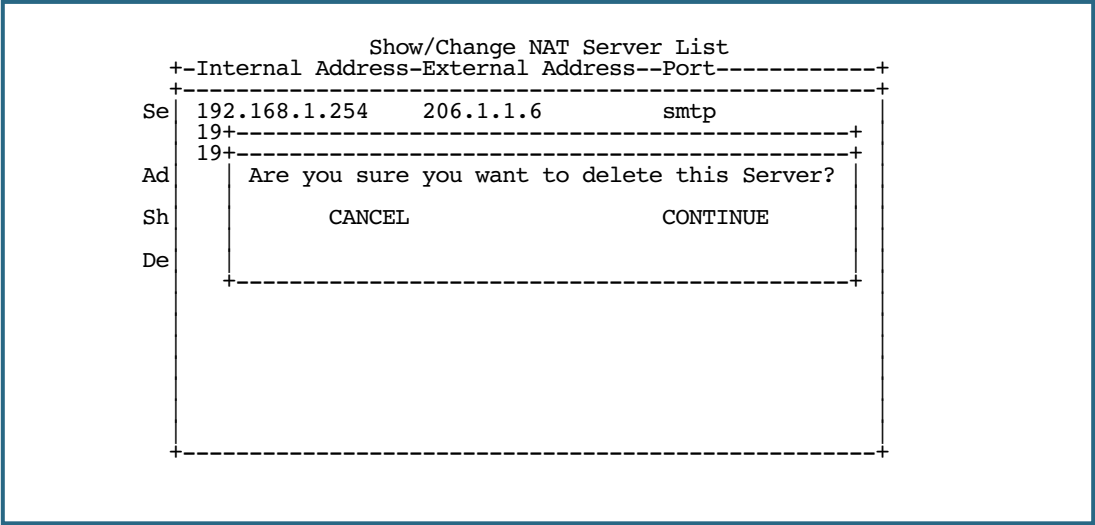 Show/Change NAT Server List
+-Internal Address-External Address--Port------------+
+----------------------------------------------------+
Se| 192.168.1.254    206.1.1.6         smtp            |
| 19+----------------------------------------------+ |
| 19+----------------------------------------------+ |
Ad|   | Are you sure you want to delete this Server? | |
Sh|   |       CANCEL                   CONTINUE      | |
De|   |                                              | |
+----------------------------------------------+
+----------------------------------------------------+